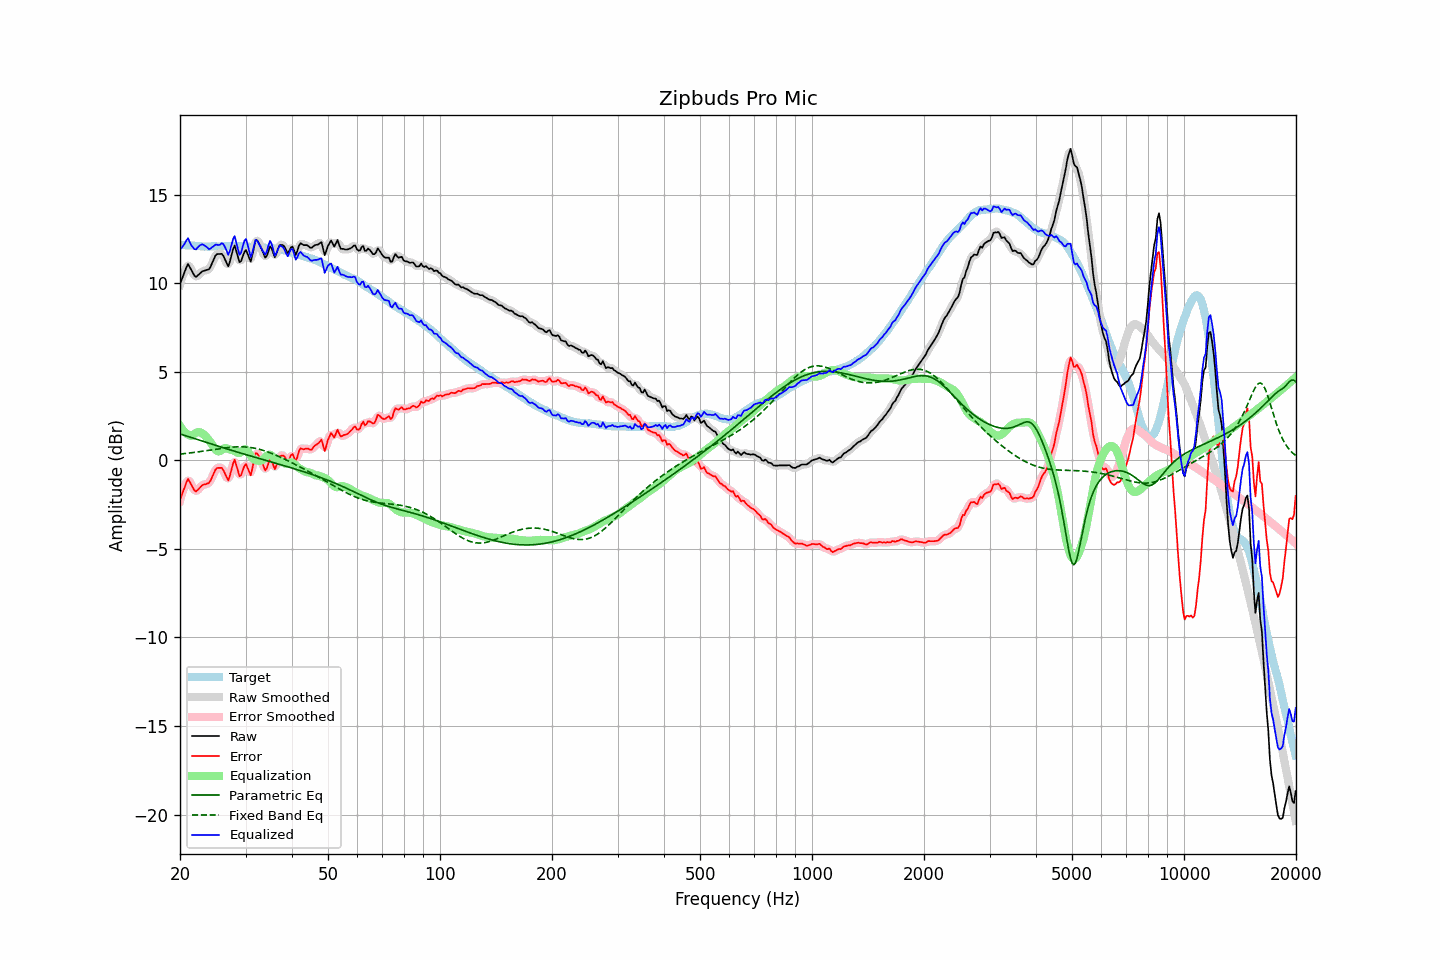 Zipbuds Pro Mic
Amplitude (dBr)
15
10
5
0
−5
−10
−15
−20
Target
Raw Smoothed
Error Smoothed
Raw
Error
Equalization
Parametric Eq
Fixed Band Eq
Equalized
20 50 100 200 500 1000 2000 5000 10000 20000
Frequency (Hz)